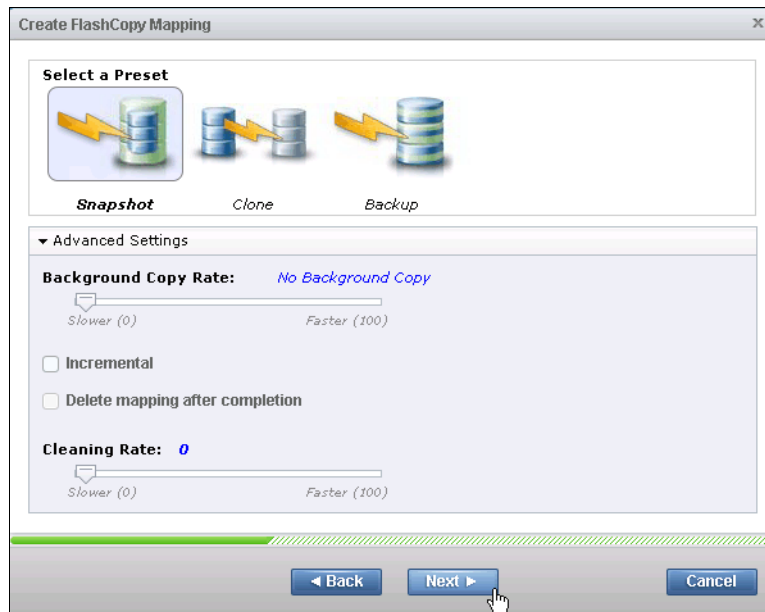 Create FlashCopy Mapping x
Select a Preset
Snapshot Clone Backup
Advanced Settings
Background Copy Rate: No Background Copy
Slower (0) Faster (100)
Incremental
Delete mapping after completion
Cleaning Rate: 0
Slower (0) Faster (100)
Back Next Cancel